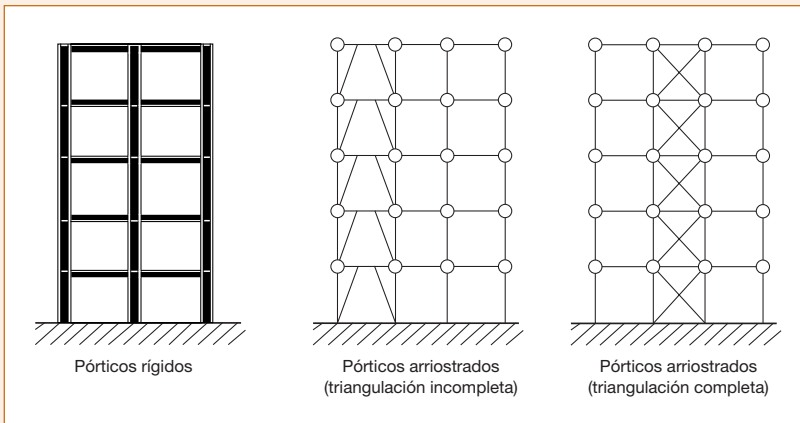 Pórticos rígidos
Pórticos arriostrados
(triangulación incompleta)
Pórticos arriostrados
(triangulación completa)